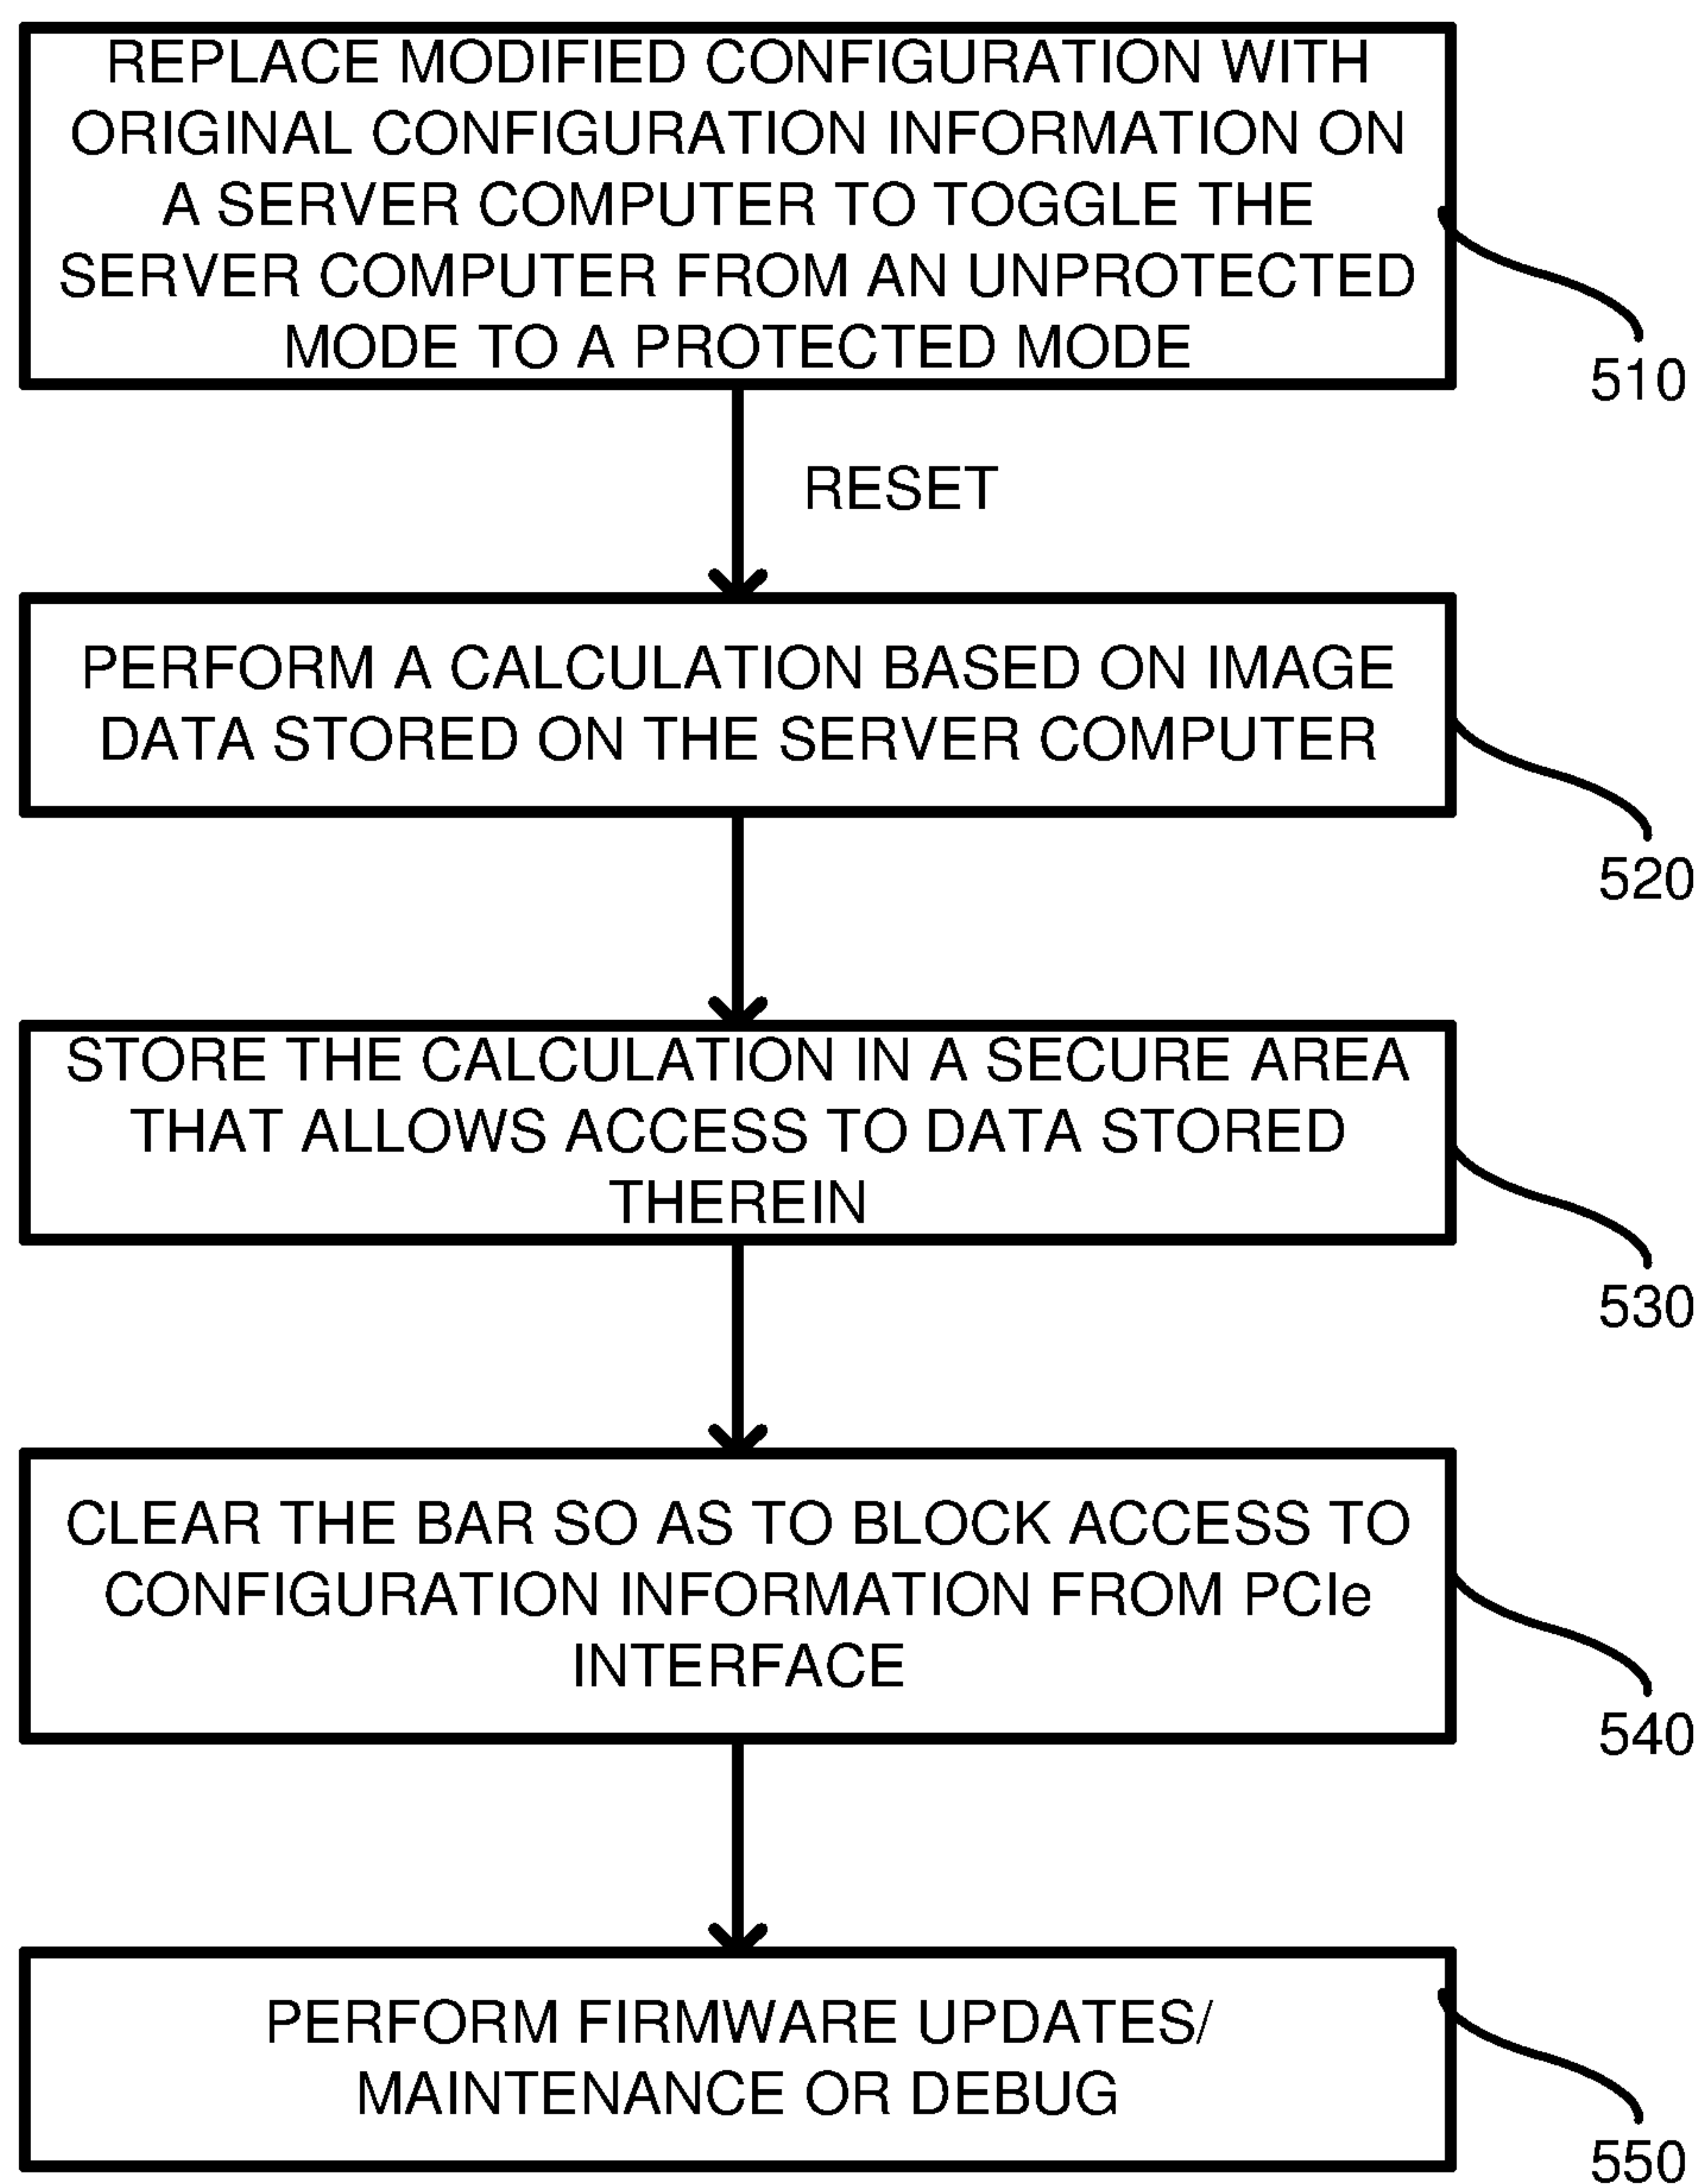 REPLACE MODIFIED CONFIGURATION WITH
ORIGINAL CONFIGURATION INFORMATION ON
A SERVER COMPUTER TO TOGGLE THE
SERVER COMPUTER FROM AN UNPROTECTED
MODE TO A PROTECTED MODE
510
RESET
PERFORM A CALCULATION BASED ON IMAGE
DATA STORED ON THE SERVER COMPUTER
520
STORE THE CALCULATION IN A SECURE AREA
THAT ALLOWS ACCESS TO DATA STORED
THEREIN
530
CLEAR THE BAR SO AS TO BLOCK ACCESS TO
CONFIGURATION INFORMATION FROM PCIe
INTERFACE
540
PERFORM FIRMWARE UPDATES/
MAINTENANCE OR DEBUG
550